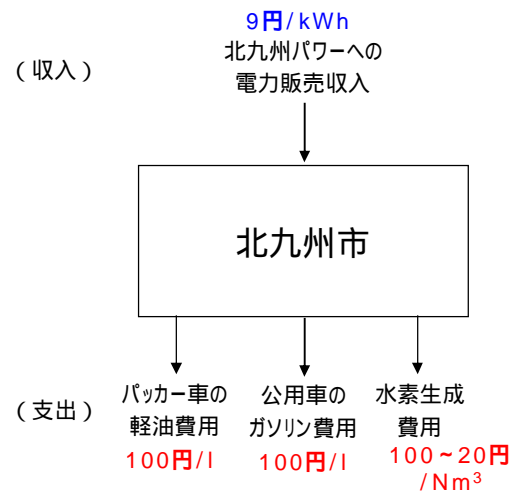 9円/kWh
北九州パワーへの
電力販売収入
(収入)
北九州市
(支出)
パッカー車の
軽油費用
100円/l
公用車の
ガソリン費用
100円/l
水素生成
費用
100~20円
/Nm³